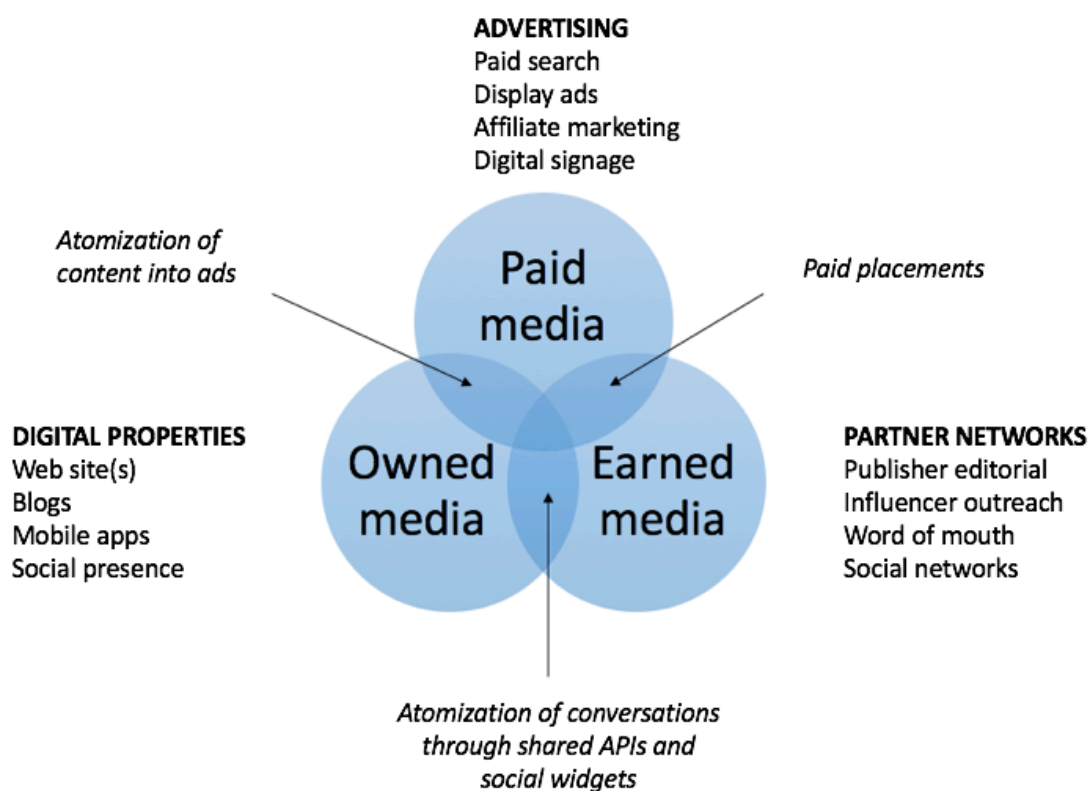 ADVERTISING
Paid search
Display ads
Affiliate marketing
Digital signage
Atomization of
content into ads
Paid placements
Paid
media
DIGITAL PROPERTIES
Web site(s)
Blogs
Mobile apps
Social presence
Owned
media
Earned
media
PARTNER NETWORKS
Publisher editorial
Influencer outreach
Word of mouth
Social networks
Atomization of conversations
through shared APIs and
social widgets